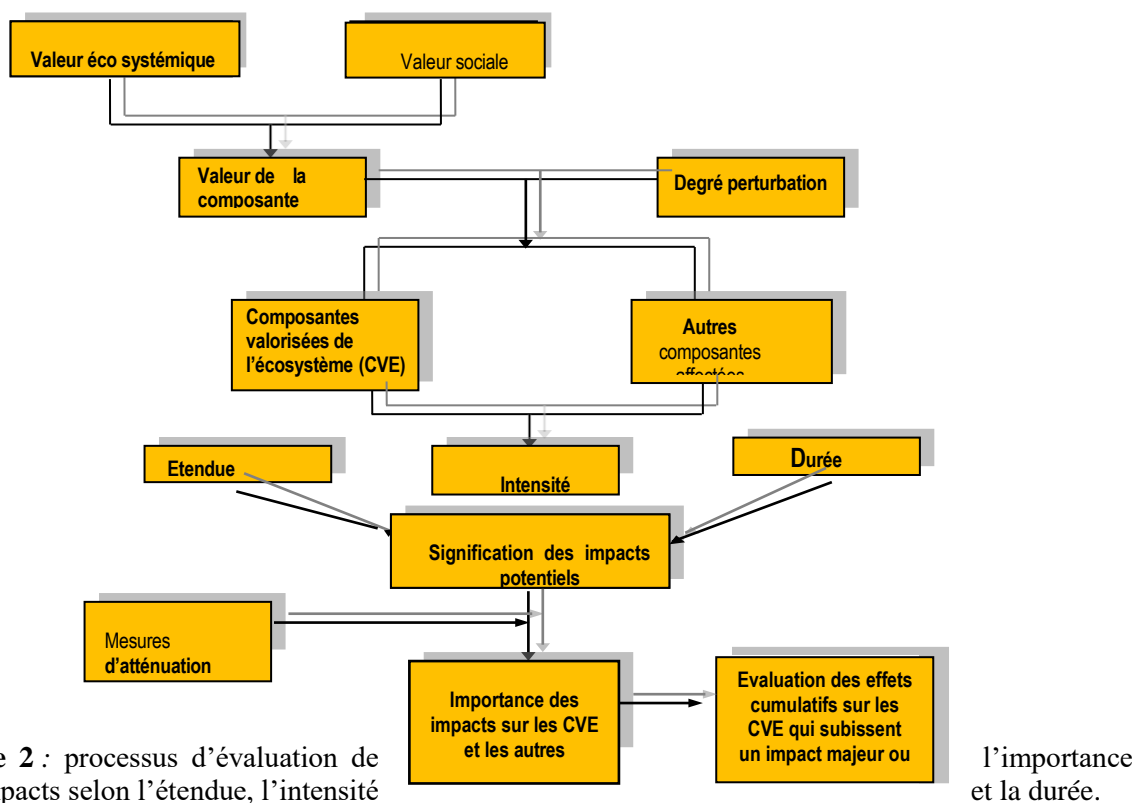 Valeur éco systémique
Valeur sociale
Valeur de la
composante
Degré perturbation
Composantes
valorisées de
l’écosystème (CVE)
Autres
composantes
affectées
Etendue
Intensité
Durée
Signification des impacts
potentiels
Mesures
d’atténuation
Importance des
impacts sur les CVE
et les autres
Evaluation des effets
cumulatifs sur les
CVE qui subissent
un impact majeur ou
e 2 : processus d’évaluation de l’importance
pacts selon l’étendue, l’intensité et la durée.